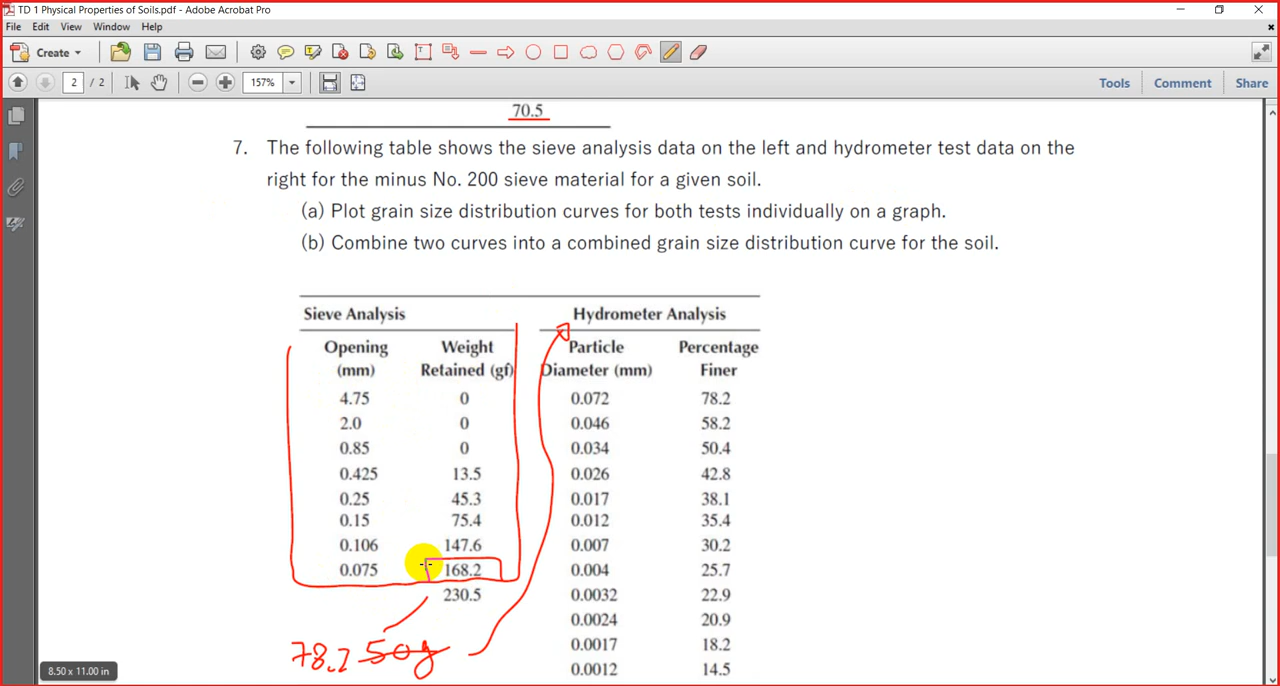 TD 1 Physical Properties of Soils.pdf - Adobe Acrobat Pro
File Edit View Window Help
Create
2 / 2 157% Tools Comment Share
70.5
7. The following table shows the sieve analysis data on the left and hydrometer test data on the
right for the minus No. 200 sieve material for a given soil.
(a) Plot grain size distribution curves for both tests individually on a graph.
(b) Combine two curves into a combined grain size distribution curve for the soil.
Sieve Analysis Hydrometer Analysis
Opening Weight Particle Percentage
(mm) Retained (gf) Diameter (mm) Finer
4.75 0 0.072 78.2
2.0 0 0.046 58.2
0.85 0 0.034 50.4
0.425 13.5 0.026 42.8
0.25 45.3 0.017 38.1
0.15 75.4 0.012 35.4
0.106 147.6 0.007 30.2
0.075 168.2 0.004 25.7
230.5 0.0032 22.9
0.0024 20.9
78.2 50g 0.0017 18.2
8.50 x 11.00 in 0.0012 14.5